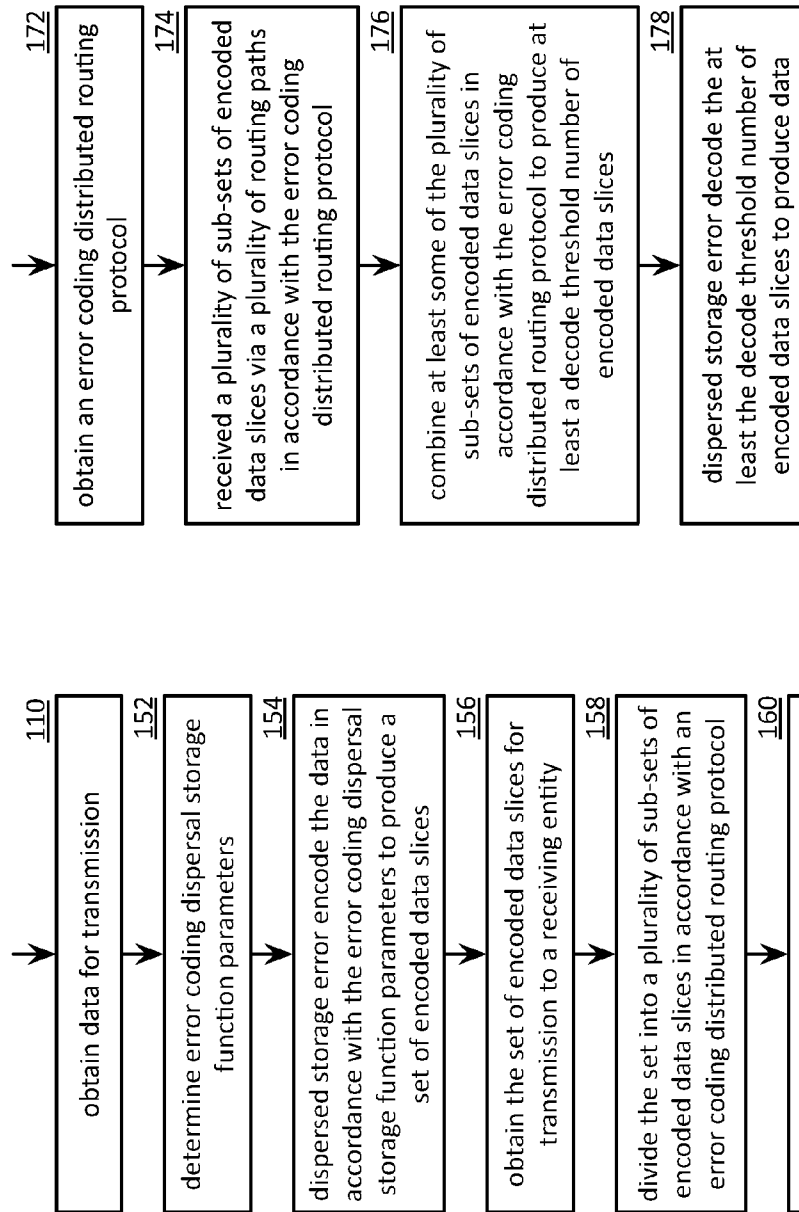 110
obtain data for transmission
152
determine error coding dispersal storage
function parameters
154
dispersed storage error encode the data in
accordance with the error coding dispersal
storage function parameters to produce a
set of encoded data slices
156
obtain the set of encoded data slices for
transmission to a receiving entity
158
divide the set into a plurality of sub-sets of
encoded data slices in accordance with an
error coding distributed routing protocol
160
172
obtain an error coding distributed routing
protocol
174
received a plurality of sub-sets of encoded
data slices via a plurality of routing paths
in accordance with the error coding
distributed routing protocol
176
combine at least some of the plurality of
sub-sets of encoded data slices in
accordance with the error coding
distributed routing protocol to produce at
least a decode threshold number of
encoded data slices
178
dispersed storage error decode the at
least the decode threshold number of
encoded data slices to produce data